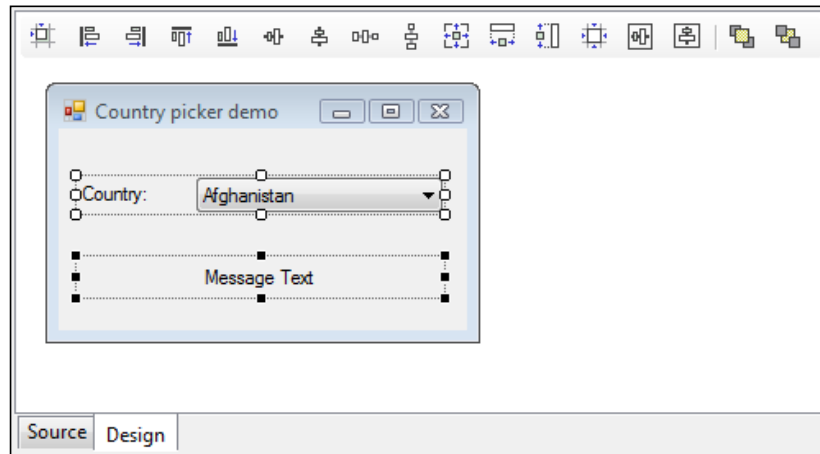 Country picker demo
Country: Afghanistan
Message Text
Source Design